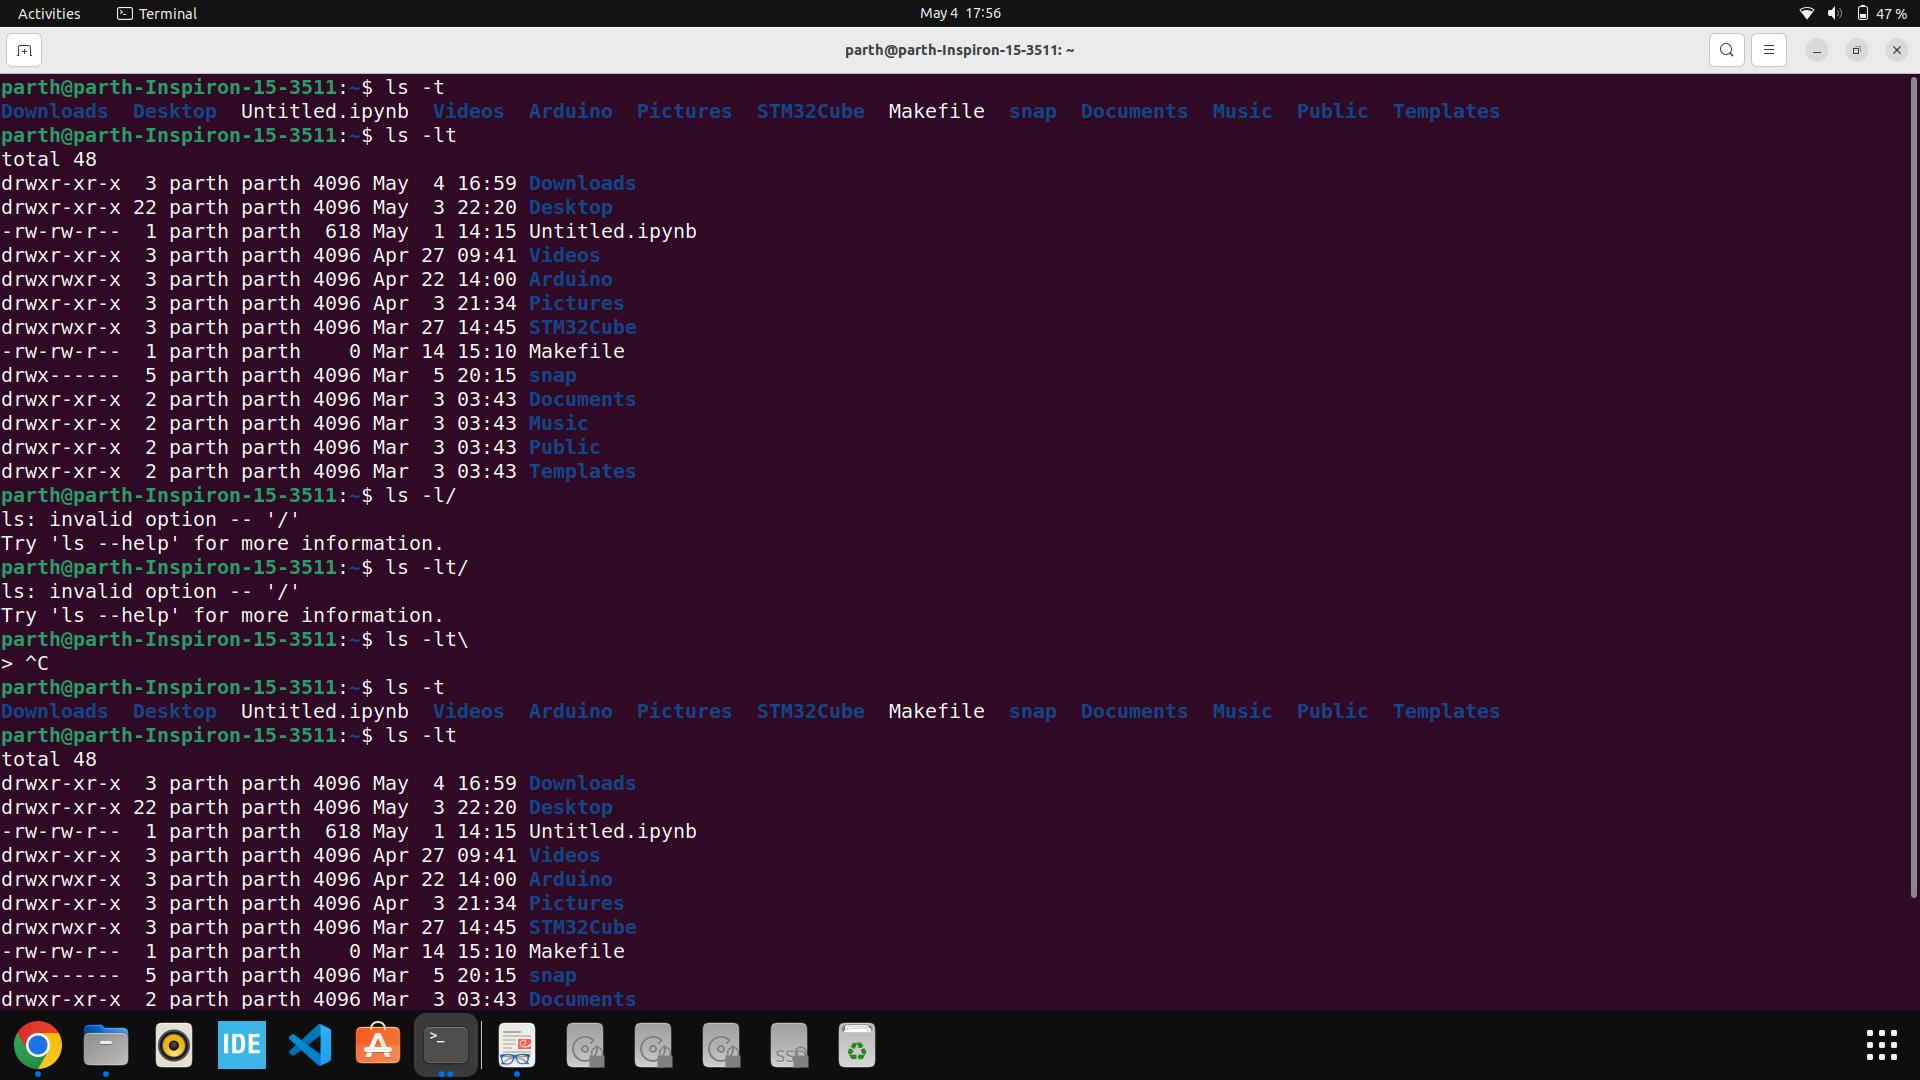 Activities Terminal May 4 17:56 47 %
parth@parth-Inspiron-15-3511: ~
parth@parth-Inspiron-15-3511:~$ ls -t
Downloads Desktop Untitled.ipynb Videos Arduino Pictures STM32Cube Makefile snap Documents Music Public Templates
parth@parth-Inspiron-15-3511:~$ ls -lt
total 48
drwxr-xr-x  3 parth parth 4096 May  4 16:59 Downloads
drwxr-xr-x 22 parth parth 4096 May  3 22:20 Desktop
-rw-rw-r--  1 parth parth  618 May  1 14:15 Untitled.ipynb
drwxr-xr-x  3 parth parth 4096 Apr 27 09:41 Videos
drwxrwxr-x  3 parth parth 4096 Apr 22 14:00 Arduino
drwxr-xr-x  3 parth parth 4096 Apr  3 21:34 Pictures
drwxrwxr-x  3 parth parth 4096 Mar 27 14:45 STM32Cube
-rw-rw-r--  1 parth parth    0 Mar 14 15:10 Makefile
drwx------  5 parth parth 4096 Mar  5 20:15 snap
drwxr-xr-x  2 parth parth 4096 Mar  3 03:43 Documents
drwxr-xr-x  2 parth parth 4096 Mar  3 03:43 Music
drwxr-xr-x  2 parth parth 4096 Mar  3 03:43 Public
drwxr-xr-x  2 parth parth 4096 Mar  3 03:43 Templates
parth@parth-Inspiron-15-3511:~$ ls -l/
ls: invalid option -- '/'
Try 'ls --help' for more information.
parth@parth-Inspiron-15-3511:~$ ls -lt/
ls: invalid option -- '/'
Try 'ls --help' for more information.
parth@parth-Inspiron-15-3511:~$ ls -lt\
> ^C
parth@parth-Inspiron-15-3511:~$ ls -t
Downloads Desktop Untitled.ipynb Videos Arduino Pictures STM32Cube Makefile snap Documents Music Public Templates
parth@parth-Inspiron-15-3511:~$ ls -lt
total 48
drwxr-xr-x  3 parth parth 4096 May  4 16:59 Downloads
drwxr-xr-x 22 parth parth 4096 May  3 22:20 Desktop
-rw-rw-r--  1 parth parth  618 May  1 14:15 Untitled.ipynb
drwxr-xr-x  3 parth parth 4096 Apr 27 09:41 Videos
drwxrwxr-x  3 parth parth 4096 Apr 22 14:00 Arduino
drwxr-xr-x  3 parth parth 4096 Apr  3 21:34 Pictures
drwxrwxr-x  3 parth parth 4096 Mar 27 14:45 STM32Cube
-rw-rw-r--  1 parth parth    0 Mar 14 15:10 Makefile
drwx------  5 parth parth 4096 Mar  5 20:15 snap
drwxr-xr-x  2 parth parth 4096 Mar  3 03:43 Documents
IDE >_ SSD